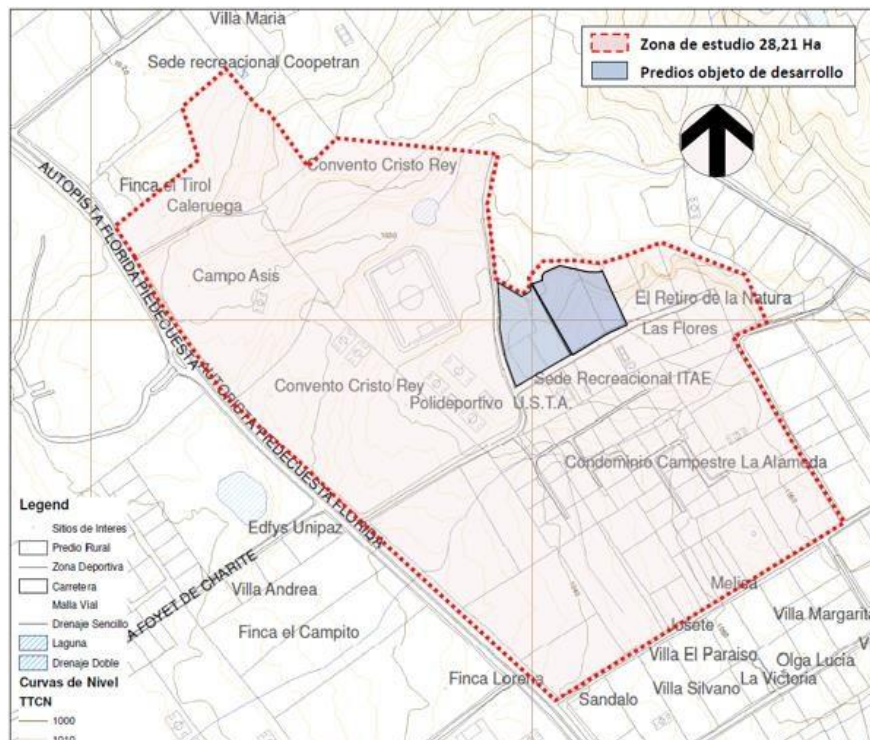 Villa Maria
Sede recreacional Coopetran
Zona de estudio 28,21 Ha
Predios objeto de desarrollo
Convento Cristo Rey
Finca el Tirol
Caleruega
AUTOPISTA FLORIDA PIEDECUESTA
1030
Campo Asis
El Retiro de la Natura
Las Flores
Convento Cristo Rey
Sede Recreacional ITAE
Polideportivo U.S.T.A.
AUTOPISTA PIEDECUESTA FLORIDA
Condominio Campestre La Alameda
Edfys Unipaz
A FOYET DE CHARITE
Villa Andrea
Finca el Campito
Melisa
Josete
Villa Margarita
Villa El Paraiso
Olga Lucía
Finca Lorena
Villa Silvano
La Victoria
Sandalo
Legend
Sitios de Interes
Predio Rural
Zona Deportiva
Carretera
Malla Vial
Drenaje Sencillo
Laguna
Drenaje Doble
Curvas de Nivel
TTCN
1000
1010